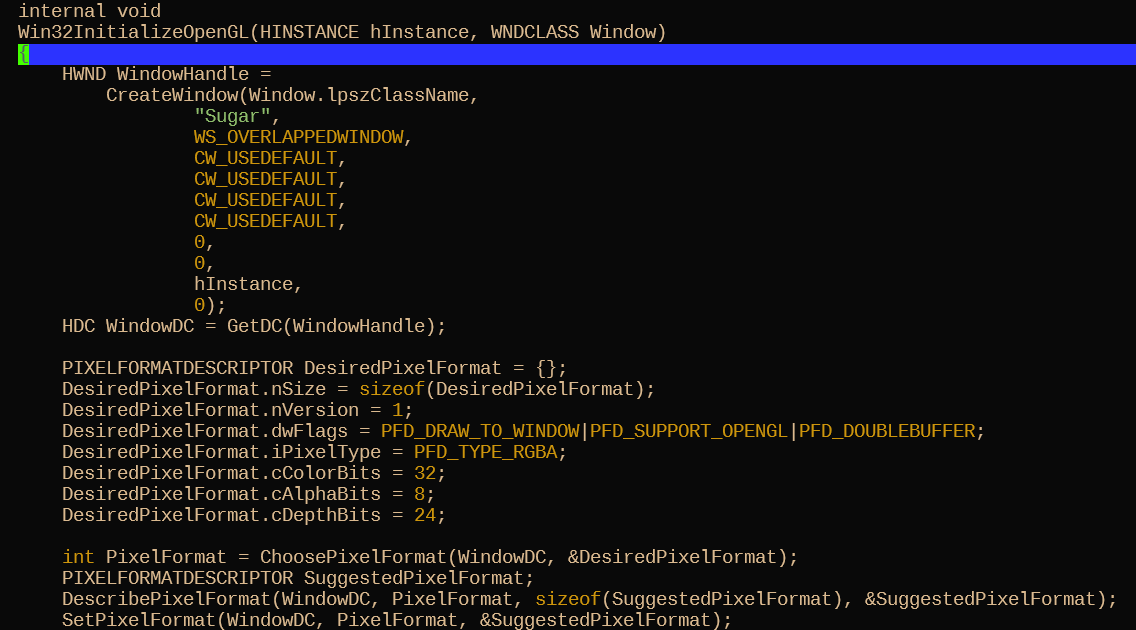 internal void
Win32InitializeOpenGL(HINSTANCE hInstance, WNDCLASS Window)
{
    HWND WindowHandle =
        CreateWindow(Window.lpszClassName,
                "Sugar",
                WS_OVERLAPPEDWINDOW,
                CW_USEDEFAULT,
                CW_USEDEFAULT,
                CW_USEDEFAULT,
                CW_USEDEFAULT,
                0,
                0,
                hInstance,
                0);
    HDC WindowDC = GetDC(WindowHandle);

    PIXELFORMATDESCRIPTOR DesiredPixelFormat = {};
    DesiredPixelFormat.nSize = sizeof(DesiredPixelFormat);
    DesiredPixelFormat.nVersion = 1;
    DesiredPixelFormat.dwFlags = PFD_DRAW_TO_WINDOW|PFD_SUPPORT_OPENGL|PFD_DOUBLEBUFFER;
    DesiredPixelFormat.iPixelType = PFD_TYPE_RGBA;
    DesiredPixelFormat.cColorBits = 32;
    DesiredPixelFormat.cAlphaBits = 8;
    DesiredPixelFormat.cDepthBits = 24;

    int PixelFormat = ChoosePixelFormat(WindowDC, &DesiredPixelFormat);
    PIXELFORMATDESCRIPTOR SuggestedPixelFormat;
    DescribePixelFormat(WindowDC, PixelFormat, sizeof(SuggestedPixelFormat), &SuggestedPixelFormat);
    SetPixelFormat(WindowDC, PixelFormat, &SuggestedPixelFormat);